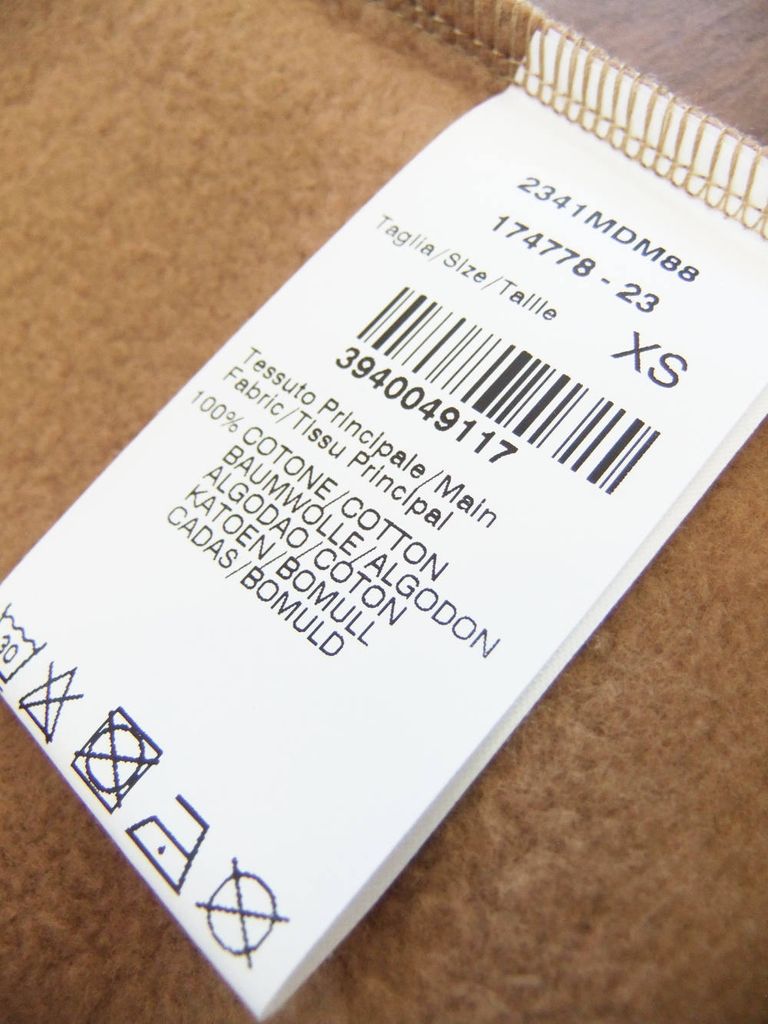 2341MDM88
174778 - 23
Taglia/Size/Taille XS
3940049117
Tessuto Principale/Main
Fabric/Tissu Principal
100% COTONE/COTTON
BAUMWOLLE/ALGODON
ALGODAO/COTON
KATOEN/BOMULL
CADAS/BOMULD
30